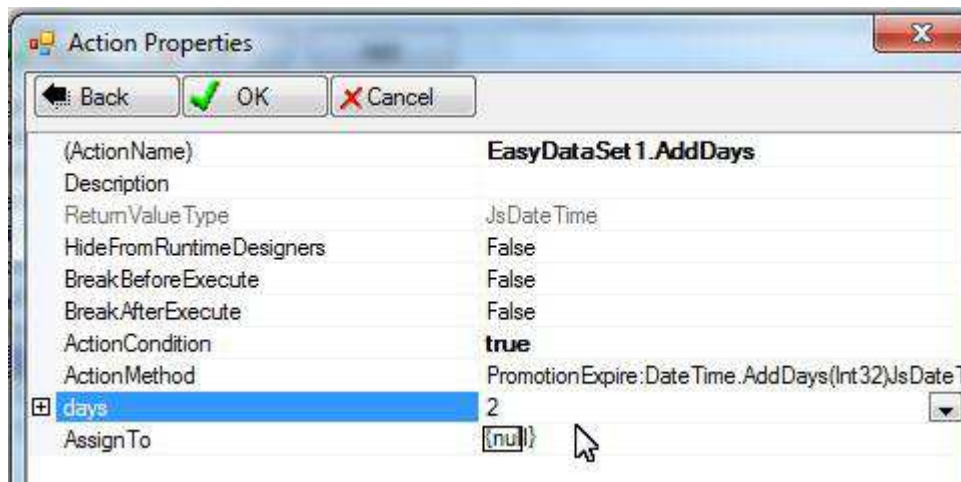 Action Properties
Back OK Cancel
(ActionName) EasyDataSet1.AddDays
Description
ReturnValueType JsDateTime
HideFromRuntimeDesigners False
BreakBeforeExecute False
BreakAfterExecute False
ActionCondition true
ActionMethod PromotionExpire:DateTime.AddDays(Int32)JsDateT
days 2
AssignTo {null}